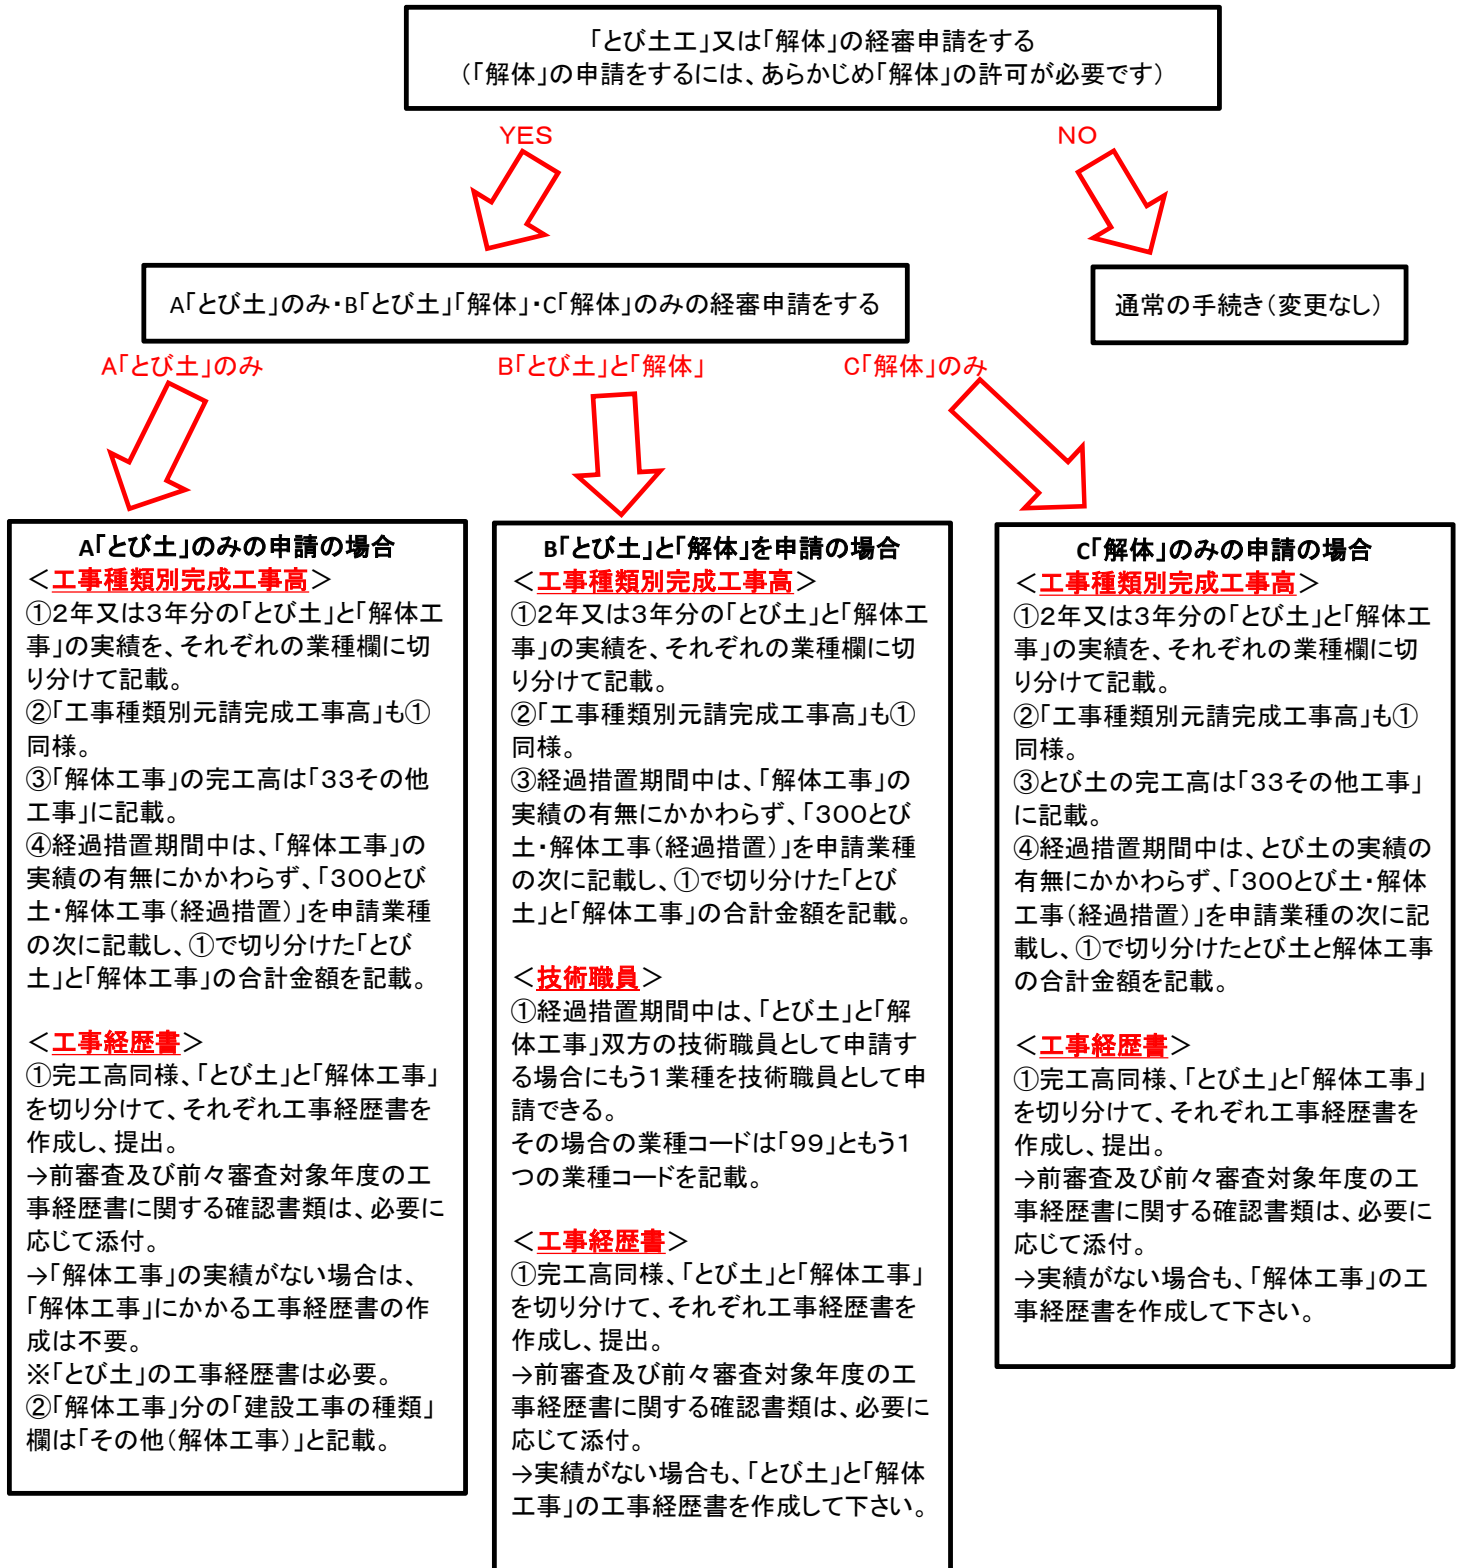 「とび土工」又は「解体」の経審申請をする
（「解体」の申請をするには、あらかじめ「解体」の許可が必要です）
YES
NO
A「とび土」のみ・B「とび土」「解体」・C「解体」のみの経審申請をする
通常の手続き（変更なし）
A「とび土」のみ
B「とび土」と「解体」
C「解体」のみ
A「とび土」のみの申請の場合
＜工事種類別完成工事高＞
①２年又は３年分の「とび土」と「解体工
事」の実績を、それぞれの業種欄に切
り分けて記載。
②「工事種類別元請完成工事高」も①
同様。
③「解体工事」の完工高は「３３その他
工事」に記載。
④経過措置期間中は、「解体工事」の
実績の有無にかかわらず、「３００とび
土・解体工事（経過措置）」を申請業種
の次に記載し、①で切り分けた「とび
土」と「解体工事」の合計金額を記載。
＜工事経歴書＞
①完工高同様、「とび土」と「解体工事」
を切り分けて、それぞれ工事経歴書を
作成し、提出。
→前審査及び前々審査対象年度の工
事経歴書に関する確認書類は、必要に
応じて添付。
→「解体工事」の実績がない場合は、
「解体工事」にかかる工事経歴書の作
成は不要。
※「とび土」の工事経歴書は必要。
②「解体工事」分の「建設工事の種類」
欄は「その他（解体工事）」と記載。
B「とび土」と「解体」を申請の場合
＜工事種類別完成工事高＞
①２年又は３年分の「とび土」と「解体工
事」の実績を、それぞれの業種欄に切
り分けて記載。
②「工事種類別元請完成工事高」も①
同様。
③経過措置期間中は、「解体工事」の
実績の有無にかかわらず、「３００とび
土・解体工事（経過措置）」を申請業種
の次に記載し、①で切り分けた「とび
土」と「解体工事」の合計金額を記載。
＜技術職員＞
①経過措置期間中は、「とび土」と「解
体工事」双方の技術職員として申請す
る場合にもう１業種を技術職員として申
請できる。
その場合の業種コードは「９９」ともう１
つの業種コードを記載。
＜工事経歴書＞
①完工高同様、「とび土」と「解体工事」
を切り分けて、それぞれ工事経歴書を
作成し、提出。
→前審査及び前々審査対象年度の工
事経歴書に関する確認書類は、必要に
応じて添付。
→実績がない場合も、「とび土」と「解体
工事」の工事経歴書を作成して下さい。
C「解体」のみの申請の場合
＜工事種類別完成工事高＞
①２年又は３年分の「とび土」と「解体工
事」の実績を、それぞれの業種欄に切
り分けて記載。
②「工事種類別元請完成工事高」も①
同様。
③とび土の完工高は「３３その他工事」
に記載。
④経過措置期間中は、とび土の実績の
有無にかかわらず、「３００とび土・解体
工事（経過措置）」を申請業種の次に記
載し、①で切り分けたとび土と解体工事
の合計金額を記載。
＜工事経歴書＞
①完工高同様、「とび土」と「解体工事」
を切り分けて、それぞれ工事経歴書を
作成し、提出。
→前審査及び前々審査対象年度の工
事経歴書に関する確認書類は、必要に
応じて添付。
→実績がない場合も、「解体工事」の工
事経歴書を作成して下さい。